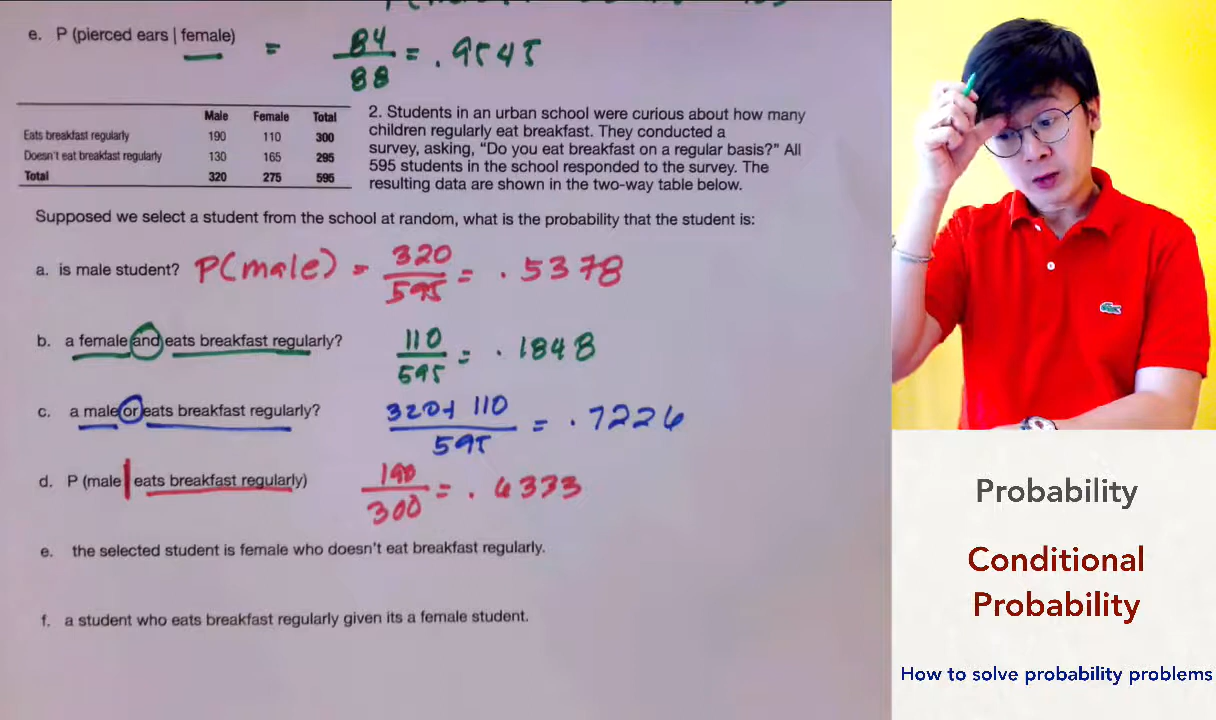 e. P (pierced ears | female) = 84/88 = .9545
Male Female Total
Eats breakfast regularly 190 110 300
Doesn't eat breakfast regularly 130 165 295
Total 320 275 595
2. Students in an urban school were curious about how many
children regularly eat breakfast. They conducted a
survey, asking, "Do you eat breakfast on a regular basis?" All
595 students in the school responded to the survey. The
resulting data are shown in the two-way table below.
Supposed we select a student from the school at random, what is the probability that the student is:
a. is male student? P(male) = 320/595 = .5378
b. a female and eats breakfast regularly? 110/595 = .1848
c. a male or eats breakfast regularly? 320+110/595 = .7226
d. P (male | eats breakfast regularly) 190/300 = .6333
e. the selected student is female who doesn't eat breakfast regularly.
f. a student who eats breakfast regularly given its a female student.
Probability
Conditional
Probability
How to solve probability problems